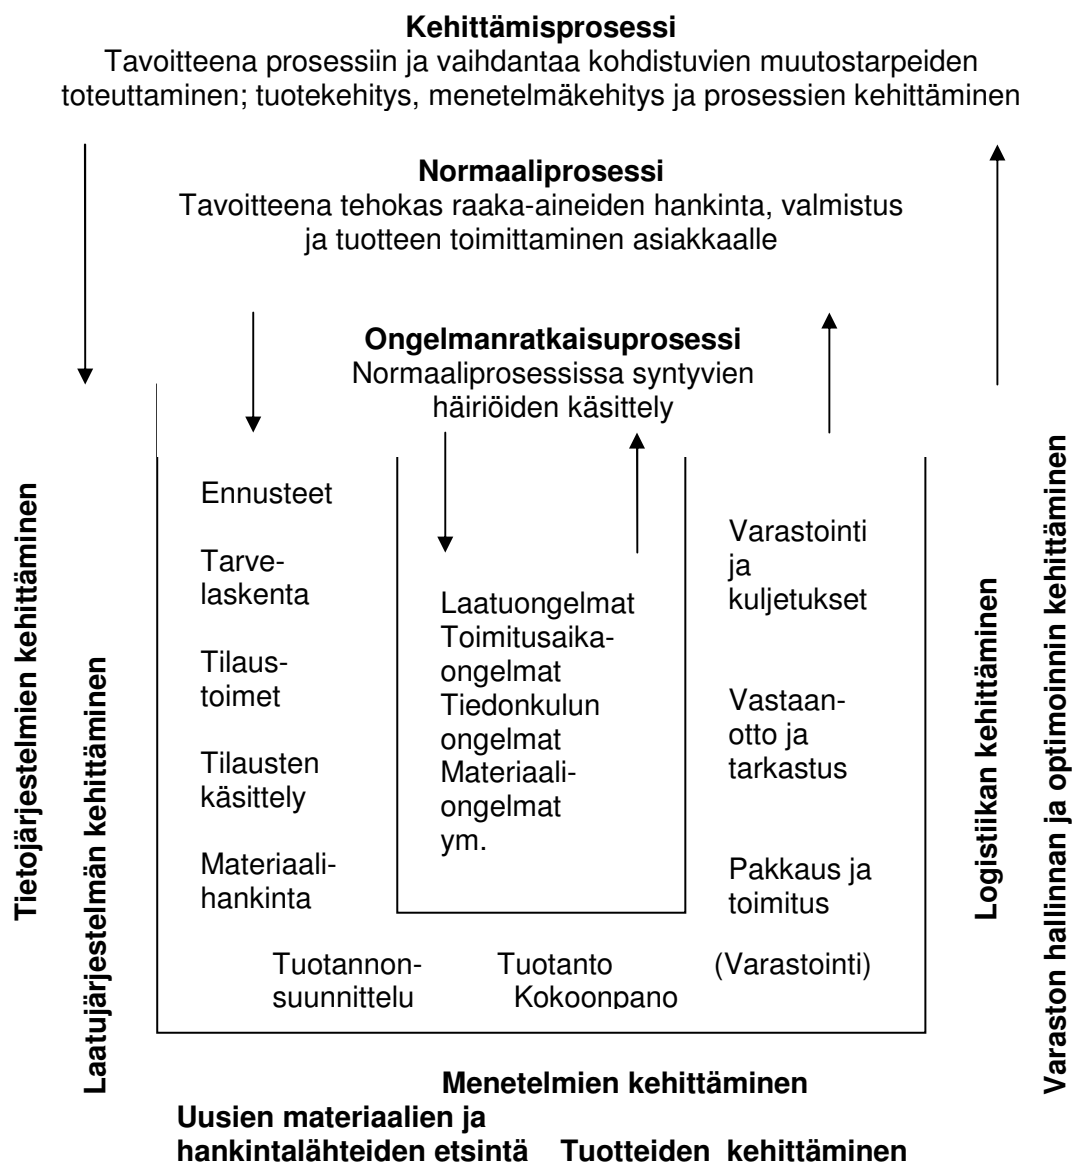 Kehittämisprosessi
Tavoitteena prosessiin ja vaihdantaa kohdistuvien muutostarpeiden
toteuttaminen; tuotekehitys, menetelmäkehitys ja prosessien kehittäminen
Normaaliprosessi
Tavoitteena tehokas raaka-aineiden hankinta, valmistus
ja tuotteen toimittaminen asiakkaalle
Ongelmanratkaisuprosessi
Normaaliprosessissa syntyvien
häiriöiden käsittely
Tietojärjestelmien kehittäminen
Laatujärjestelmän kehittäminen
Ennusteet
Tarve-
laskenta
Tilaus-
toimet
Tilausten
käsittely
Materiaali-
hankinta
Laatuongelmat
Toimitusaika-
ongelmat
Tiedonkulun
ongelmat
Materiaali-
ongelmat
ym.
Varastointi
ja
kuljetukset
Vastaan-
otto ja
tarkastus
Pakkaus ja
toimitus
Tuotannon-
suunnittelu
Tuotanto
Kokoonpano
(Varastointi)
Logistiikan kehittäminen
Varaston hallinnan ja optimoinnin kehittäminen
Menetelmien kehittäminen
Uusien materiaalien ja
hankintalähteiden etsintä
Tuotteiden kehittäminen